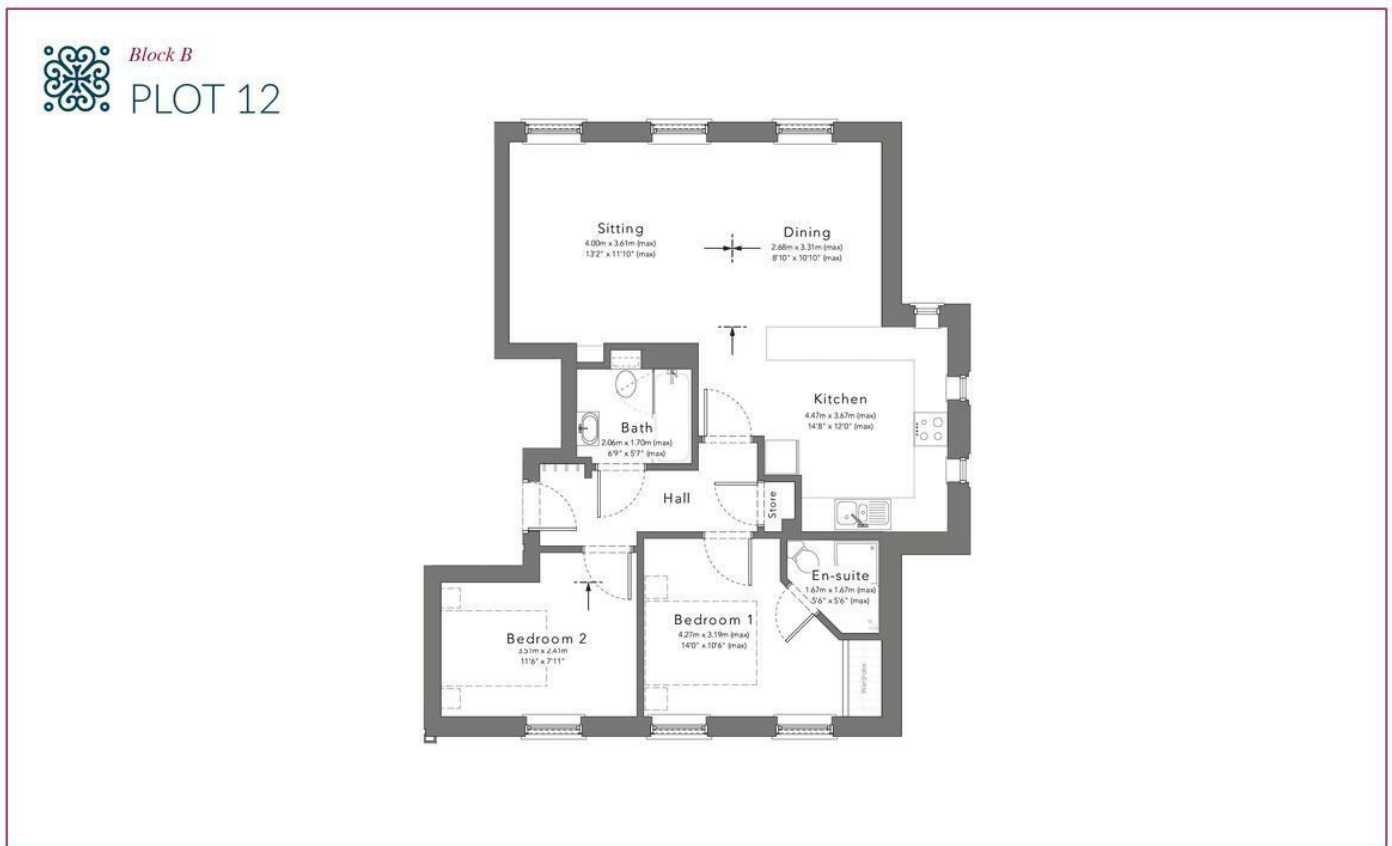 Block B
PLOT 12
Sitting
4.00m x 3.61m (max)
13'2" x 11'10" (max)
Dining
2.68m x 3.31m (max)
8'10" x 10'10" (max)
Kitchen
4.47m x 3.67m (max)
14'8" x 12'0" (max)
Bath
2.06m x 1.70m (max)
6'9" x 5'7" (max)
Hall
Store
En-suite
1.67m x 1.67m (max)
5'6" x 5'6" (max)
Bedroom 1
4.27m x 3.19m (max)
14'0" x 10'6" (max)
Bedroom 2
3.51m x 2.41m
11'6" x 7'11"
Wardrobe